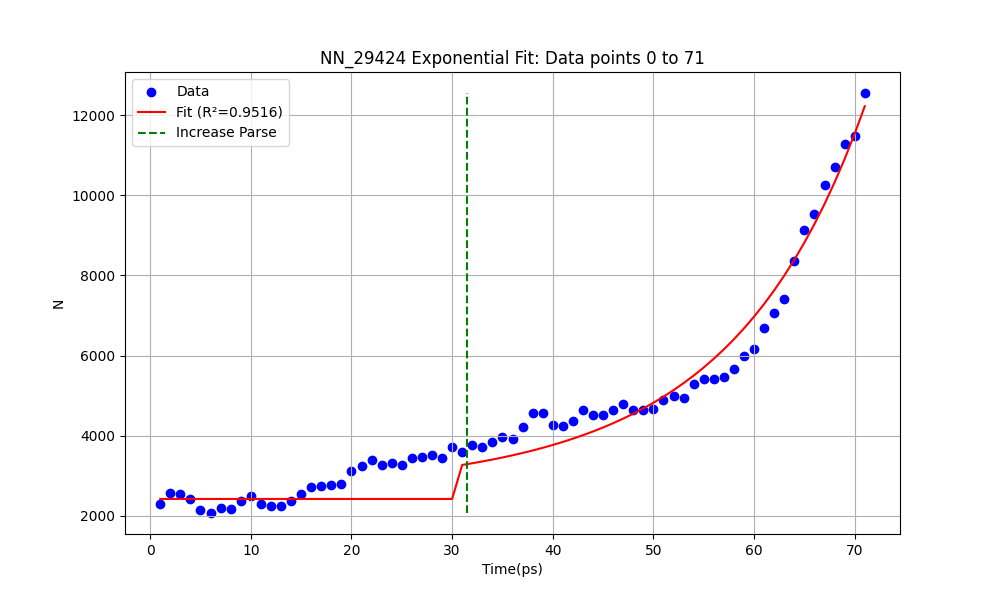 NN_29424 Exponential Fit: Data points 0 to 71
Data
Fit (R²=0.9516)
Increase Parse
12000
10000
8000
6000
4000
2000
N
0 10 20 30 40 50 60 70
Time(ps)